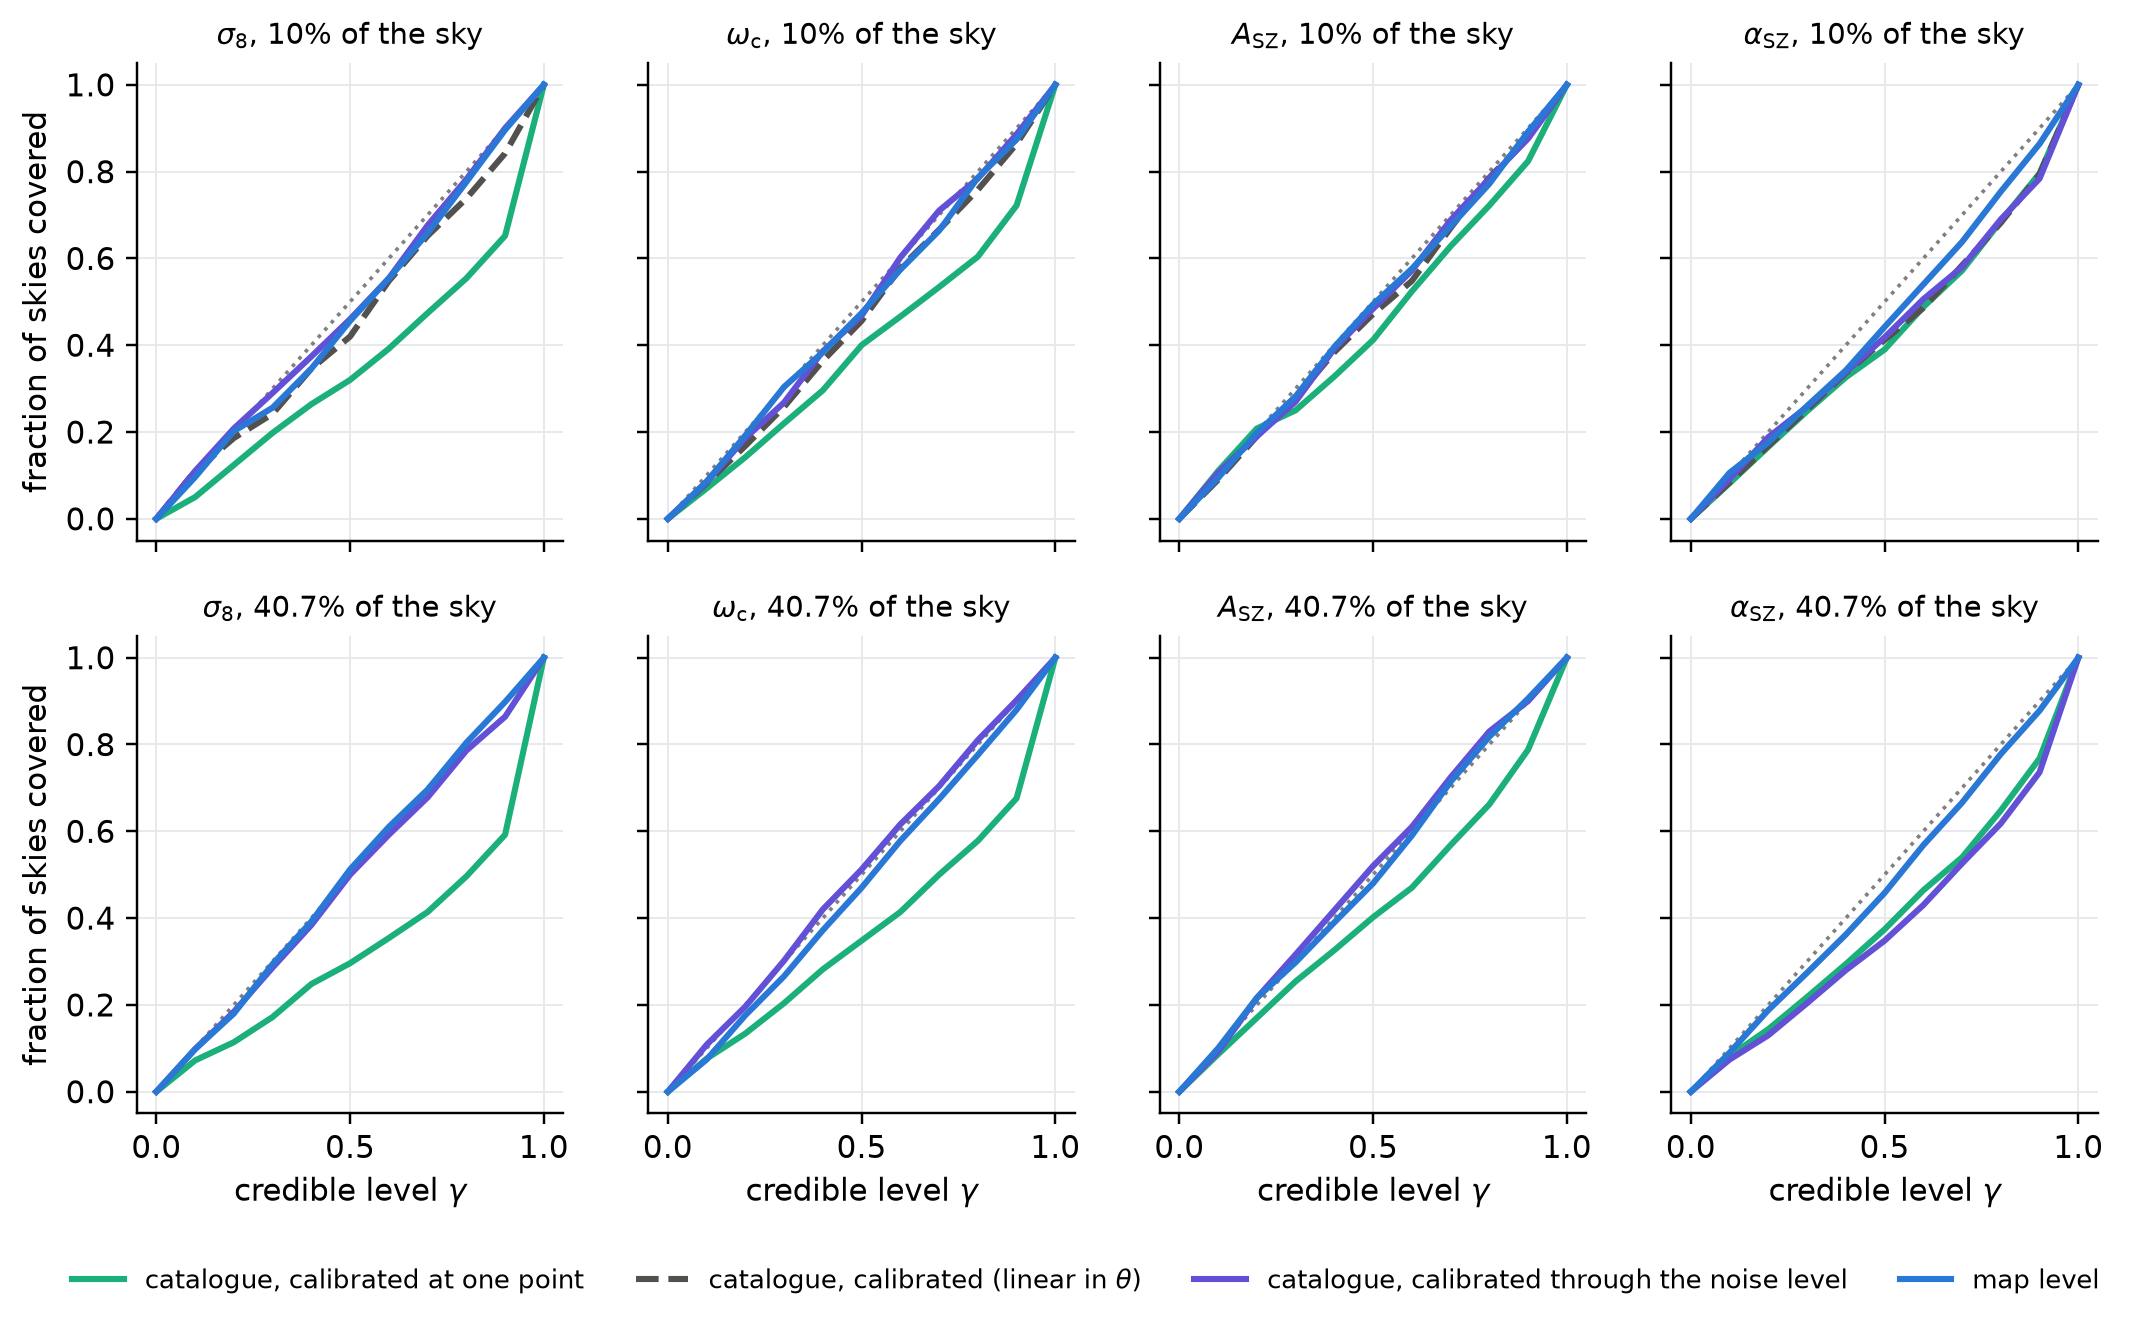 σ8, 10% of the sky
ωc, 10% of the sky
ASZ, 10% of the sky
αSZ, 10% of the sky
fraction of skies covered
1.0
0.8
0.6
0.4
0.2
0.0
σ8, 40.7% of the sky
ωc, 40.7% of the sky
ASZ, 40.7% of the sky
αSZ, 40.7% of the sky
fraction of skies covered
1.0
0.8
0.6
0.4
0.2
0.0
0.0 0.5 1.0
0.0 0.5 1.0
0.0 0.5 1.0
0.0 0.5 1.0
credible level γ
credible level γ
credible level γ
credible level γ
catalogue, calibrated at one point
catalogue, calibrated (linear in θ)
catalogue, calibrated through the noise level
map level